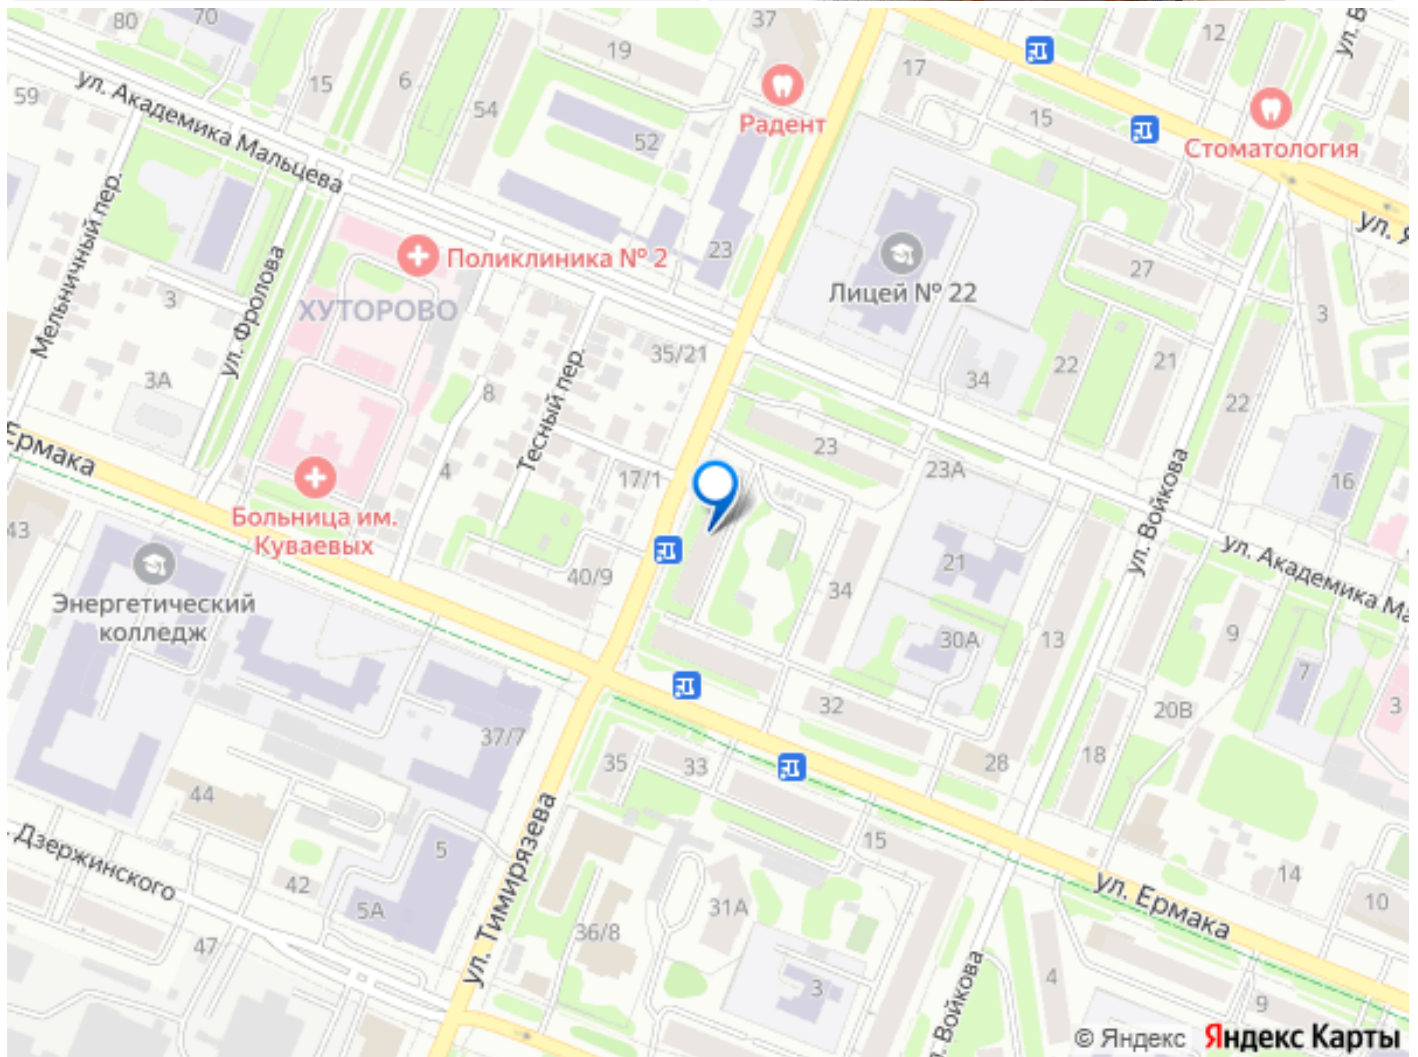 80
70
37
19
12
ул. В
17
59
ул. Академика Мальцева
15
6
54
52
Радент
15
Стоматология
ул. Я
Мельничный пер.
3
ул. Фролова
Поликлиника № 2
23
Лицей № 22
27
3
ХУТОРОВО
35/21
34
22
21
22
3А
8
Тесный пер.
4
17/1
23
23А
16
Ермака
43
Больница им.
Куваевых
ул. Войкова
ул. Академика Ма
Энергетический
колледж
40/9
34
21
30А
13
9
7
3
32
20В
37/7
35
33
28
18
44
15
14
10
. Дзержинского
42
5
5А
47
ул. Тимирязева
36/8
31А
ул. Ермака
3
. Войкова
4
9
© Яндекс Яндекс Карты